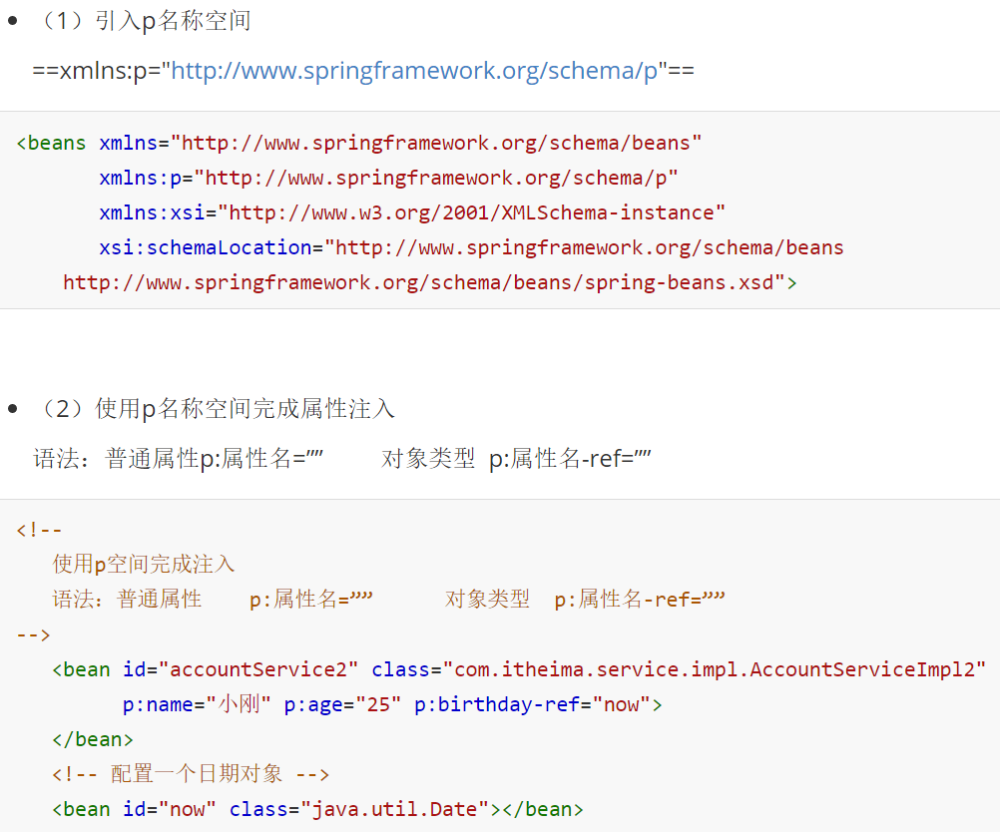 （1）引入p名称空间
==xmlns:p="http://www.springframework.org/schema/p"==
<beans xmlns="http://www.springframework.org/schema/beans"
xmlns:p="http://www.springframework.org/schema/p"
xmlns:xsi="http://www.w3.org/2001/XMLSchema-instance"
xsi:schemaLocation="http://www.springframework.org/schema/beans
http://www.springframework.org/schema/beans/spring-beans.xsd">
（2）使用p名称空间完成属性注入
语法：普通属性p:属性名=”” 对象类型 p:属性名-ref=””
<!--
使用p空间完成注入
语法：普通属性 p:属性名=”” 对象类型 p:属性名-ref=””
-->
<bean id="accountService2" class="com.itheima.service.impl.AccountServiceImpl2"
p:name="小刚" p:age="25" p:birthday-ref="now">
</bean>
<!-- 配置一个日期对象 -->
<bean id="now" class="java.util.Date"></bean>